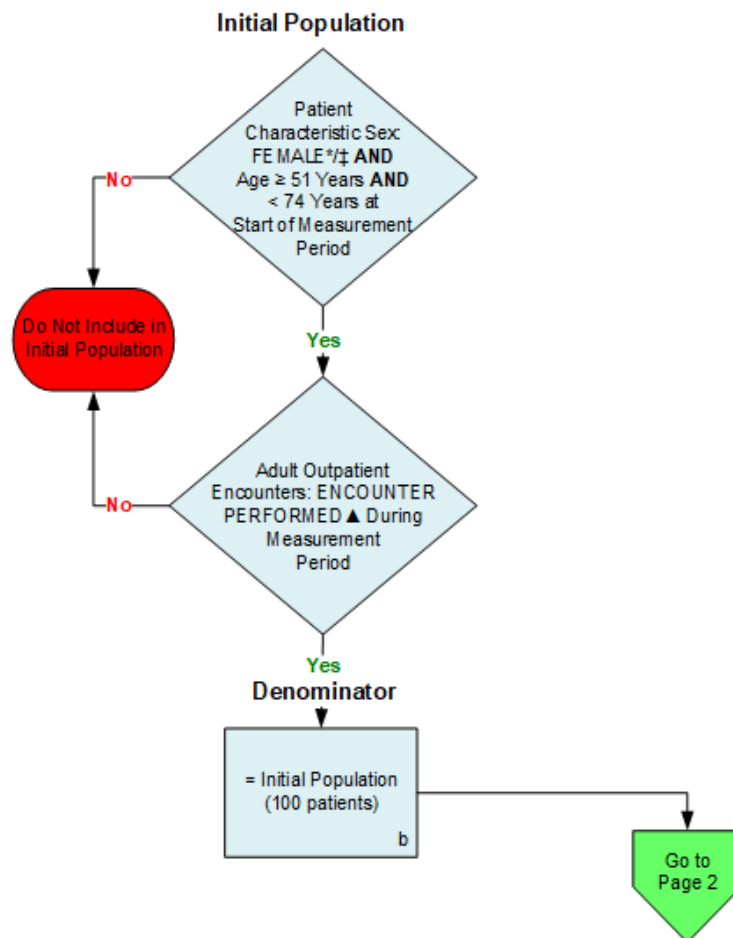 Initial Population
Patient
Characteristic Sex:
FEMALE*/‡ AND
Age ≥ 51 Years AND
< 74 Years at
Start of Measurement
Period
No
Do Not Include in
Initial Population
Yes
Adult Outpatient
Encounters: ENCOUNTER
PERFORMED ▲ During
Measurement
Period
No
Yes
Denominator
= Initial Population
(100 patients)
b
Go to
Page 2